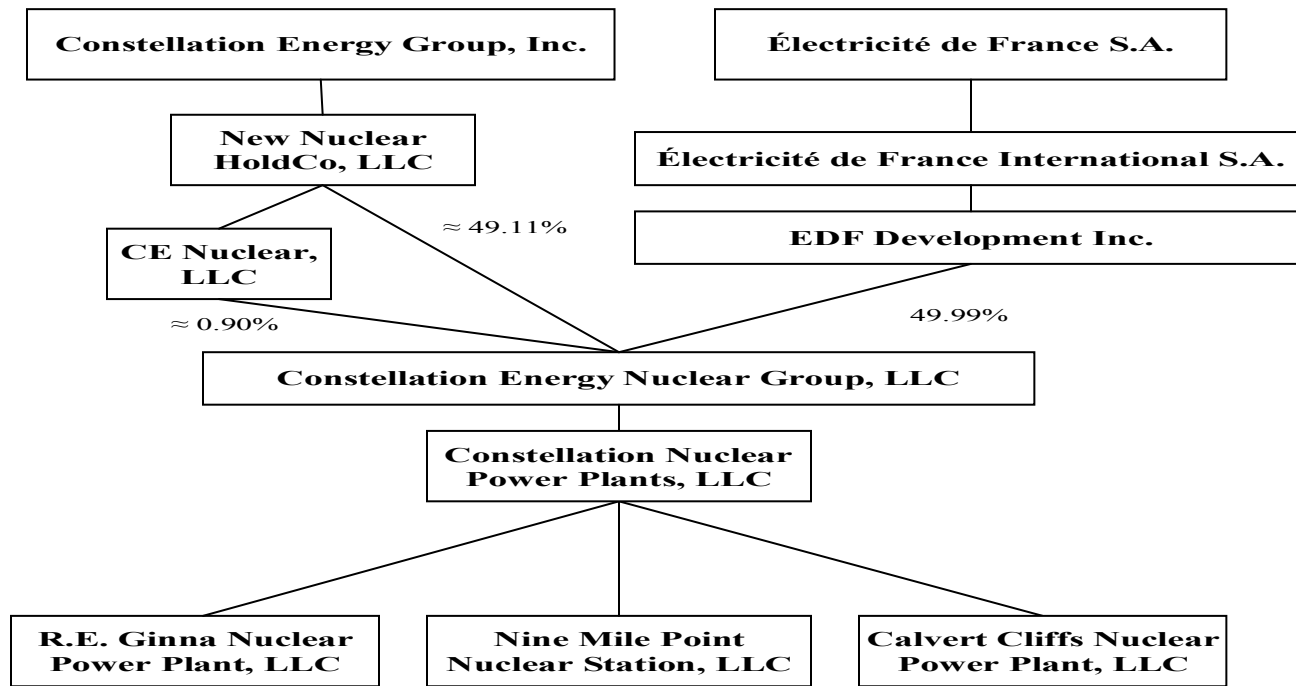 Constellation Energy Group, Inc.
Électricité de France S.A.
New Nuclear
HoldCo, LLC
Électricité de France International S.A.
≈ 49.11%
CE Nuclear,
LLC
EDF Development Inc.
≈ 0.90%
49.99%
Constellation Energy Nuclear Group, LLC
Constellation Nuclear
Power Plants, LLC
R.E. Ginna Nuclear
Power Plant, LLC
Nine Mile Point
Nuclear Station, LLC
Calvert Cliffs Nuclear
Power Plant, LLC